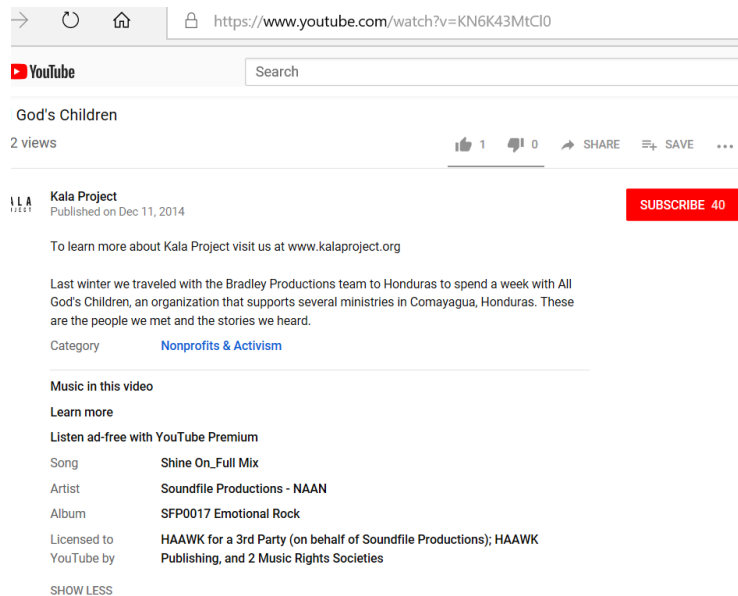 https://www.youtube.com/watch?v=KN6K43MtCl0
YouTube
Search
God's Children
2 views
1 0 SHARE SAVE
Kala Project
Published on Dec 11, 2014
SUBSCRIBE 40
To learn more about Kala Project visit us at www.kalaproject.org
Last winter we traveled with the Bradley Productions team to Honduras to spend a week with All
God's Children, an organization that supports several ministries in Comayagua, Honduras. These
are the people we met and the stories we heard.
Category Nonprofits & Activism
Music in this video
Learn more
Listen ad-free with YouTube Premium
Song Shine On_Full Mix
Artist Soundfile Productions - NAAN
Album SFP0017 Emotional Rock
Licensed to HAAWK for a 3rd Party (on behalf of Soundfile Productions); HAAWK
YouTube by Publishing, and 2 Music Rights Societies
SHOW LESS